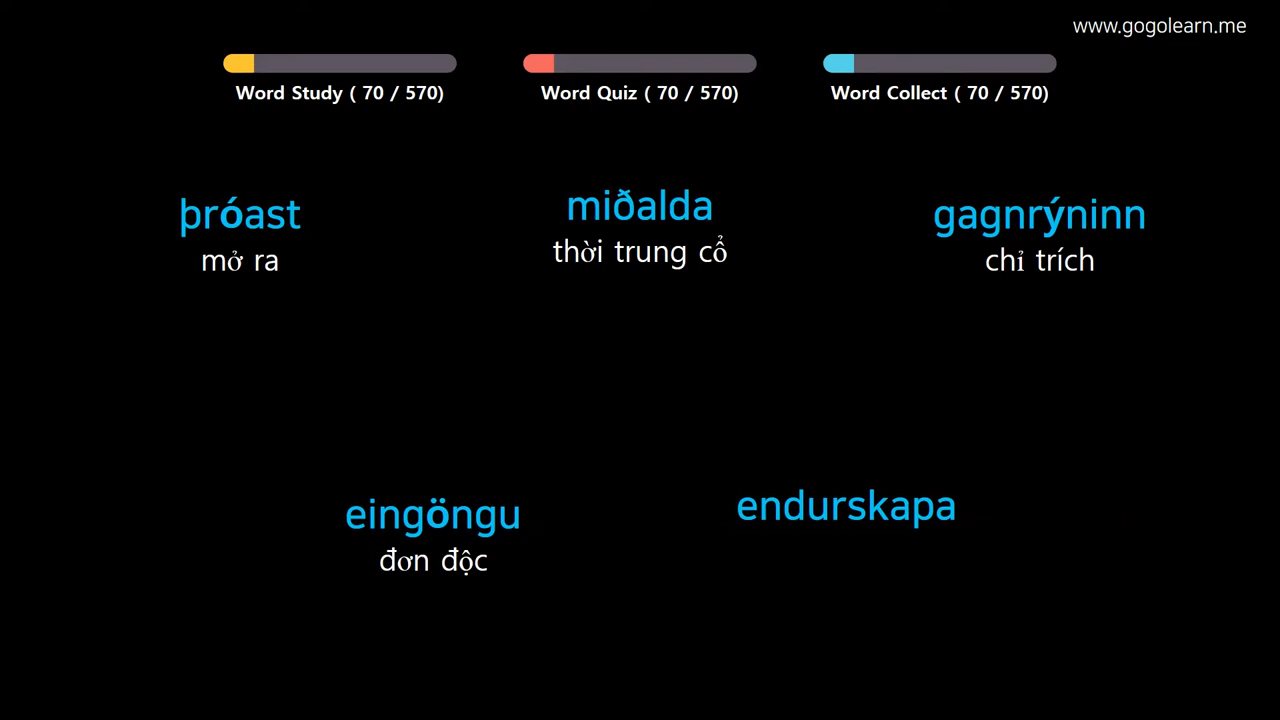 www.gogolearn.me
Word Study ( 70 / 570)
Word Quiz ( 70 / 570)
Word Collect ( 70 / 570)
þróast
mở ra
miðalda
thời trung cổ
gagnrýninn
chỉ trích
eingöngu
đơn độc
endurskapa